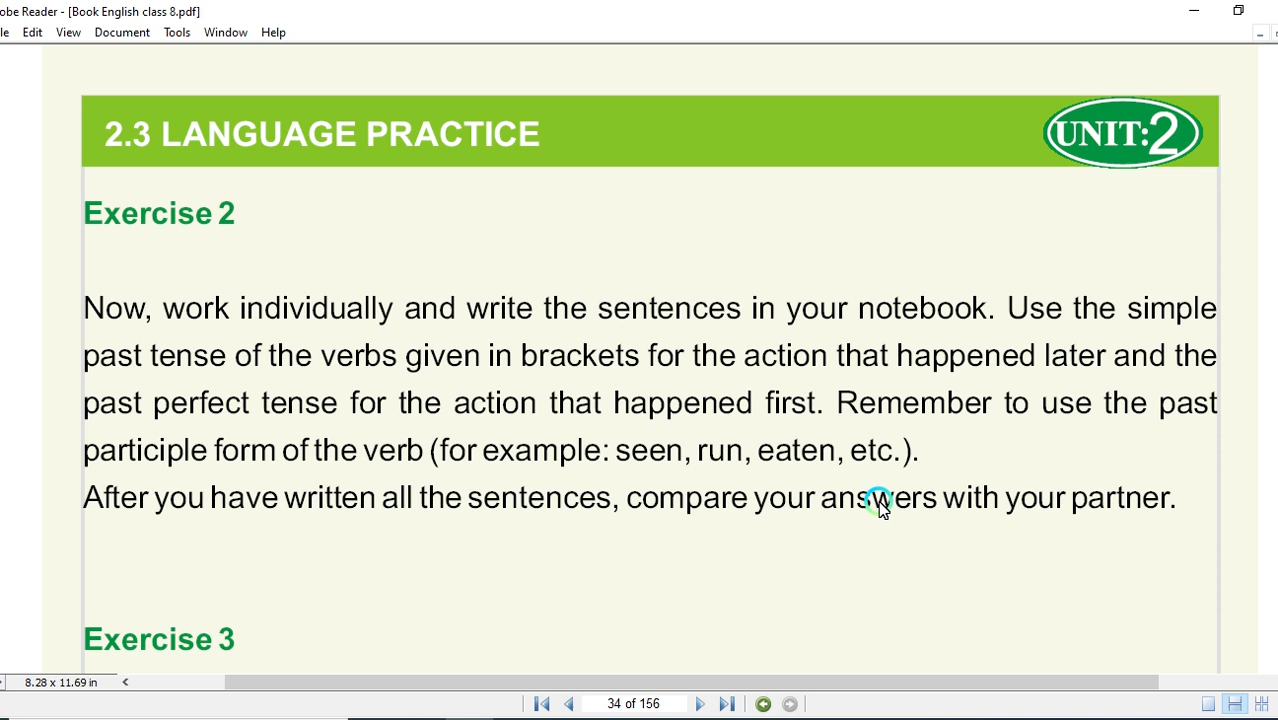 obe Reader - [Book English class 8.pdf]
le Edit View Document Tools Window Help
2.3 LANGUAGE PRACTICE
UNIT:2
Exercise 2
Now, work individually and write the sentences in your notebook. Use the simple
past tense of the verbs given in brackets for the action that happened later and the
past perfect tense for the action that happened first. Remember to use the past
participle form of the verb (for example: seen, run, eaten, etc.).
After you have written all the sentences, compare your answers with your partner.
Exercise 3
8.28 x 11.69 in
34 of 156